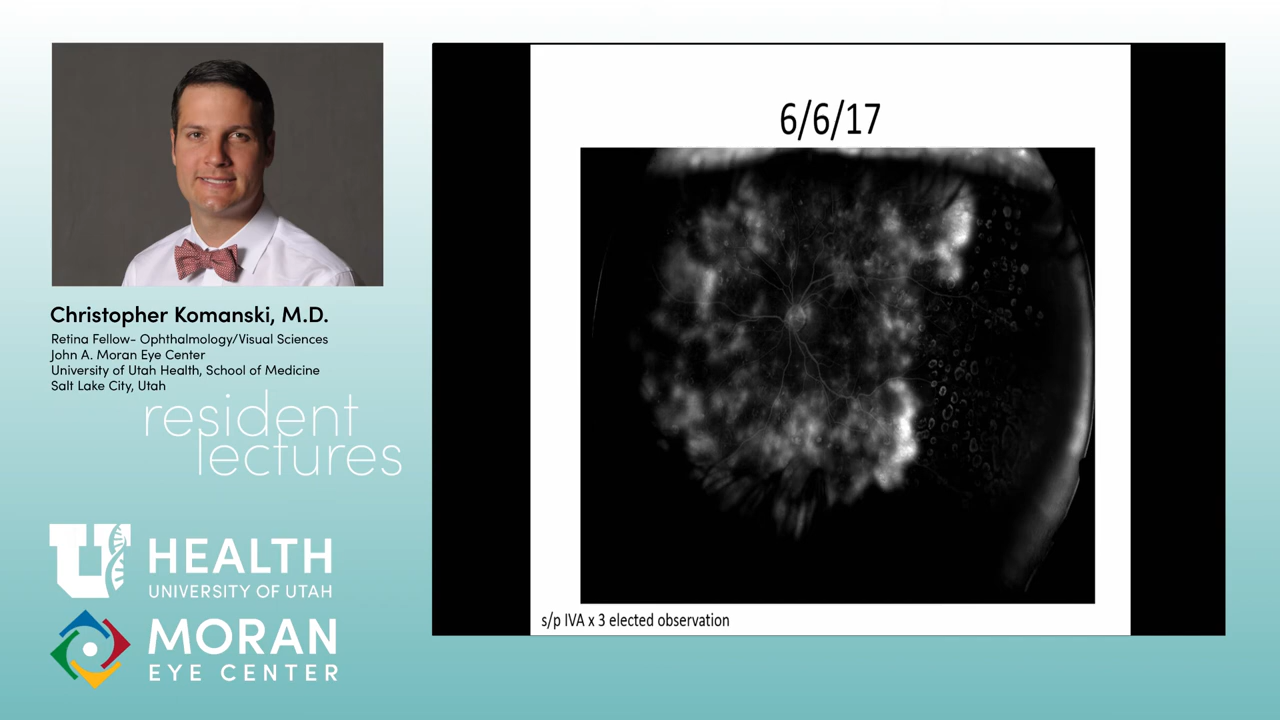 6/6/17
s/p IVA x 3 elected observation
Christopher Komanski, M.D.
Retina Fellow- Ophthalmology/Visual Sciences
John A. Moran Eye Center
University of Utah Health, School of Medicine
Salt Lake City, Utah
resident
lectures
U HEALTH
UNIVERSITY OF UTAH
MORAN
EYE CENTER